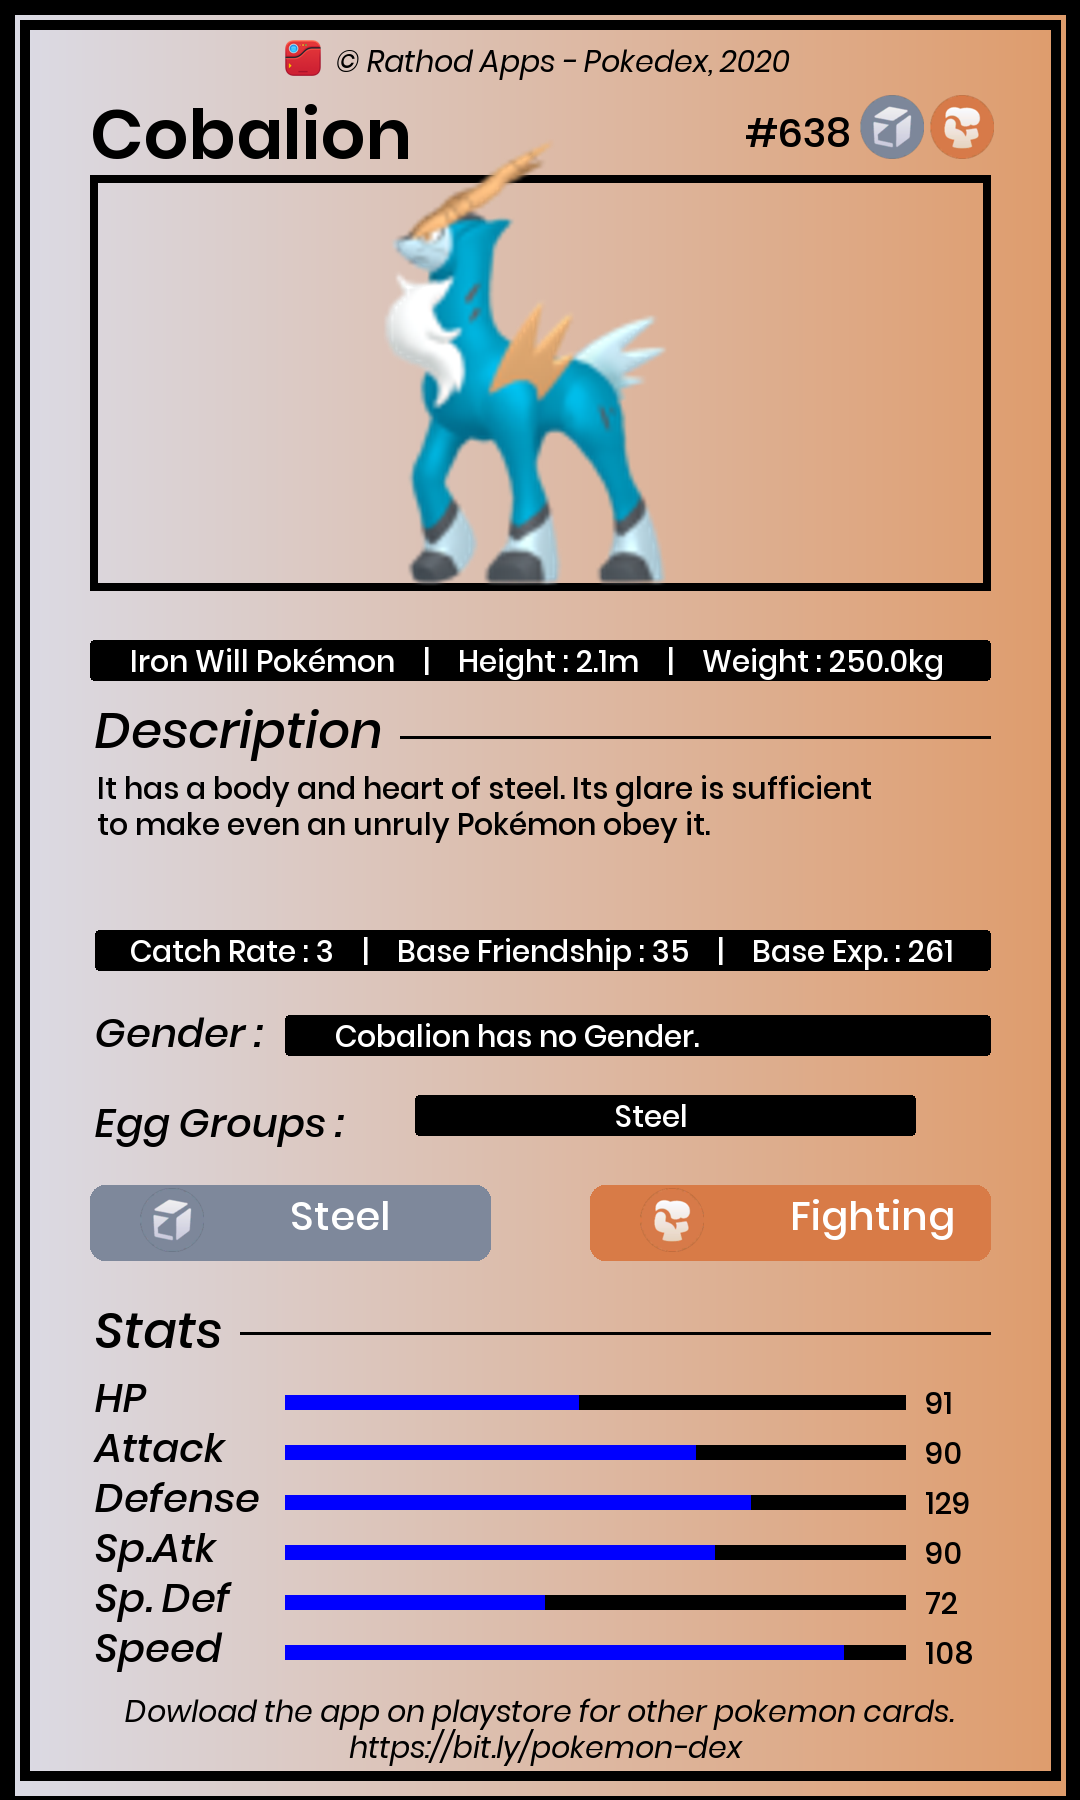 © Rathod Apps - Pokedex, 2020
Cobalion #638
Iron Will Pokémon | Height : 2.1m | Weight : 250.0kg
Description
It has a body and heart of steel. Its glare is sufficient
to make even an unruly Pokémon obey it.
Catch Rate : 3 | Base Friendship : 35 | Base Exp. : 261
Gender : Cobalion has no Gender.
Egg Groups : Steel
Steel Fighting
Stats
HP 91
Attack 90
Defense 129
Sp.Atk 90
Sp. Def 72
Speed 108
Dowload the app on playstore for other pokemon cards.
https://bit.ly/pokemon-dex